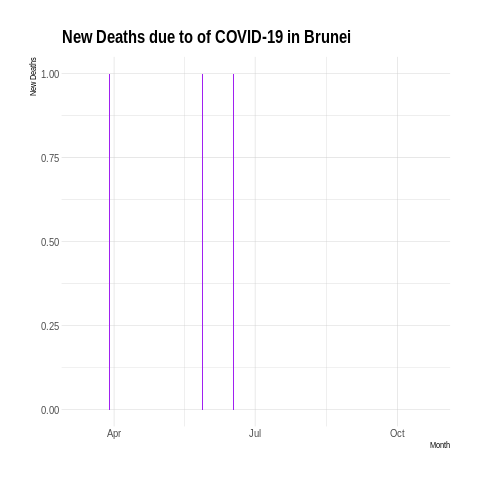 New Deaths due to of COVID-19 in Brunei
New Deaths
1.00
0.75
0.50
0.25
0.00
Apr
Jul
Oct
Month